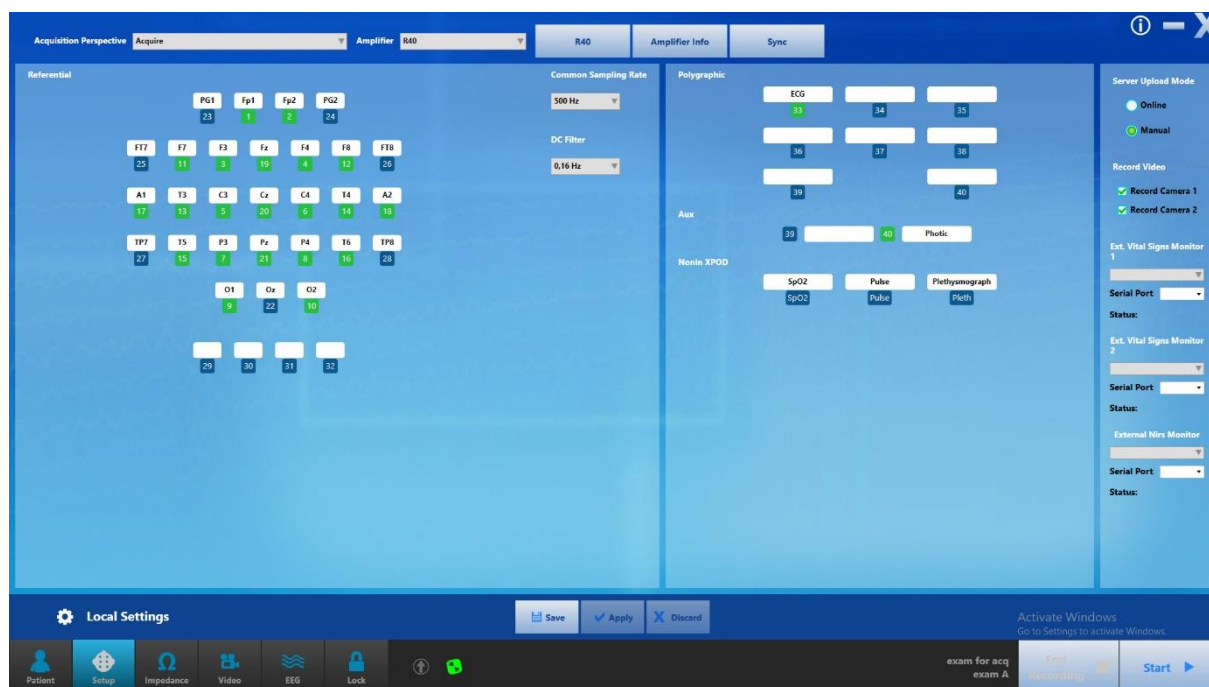 Acquisition Perspective Acquire Amplifier R40 R40 Amplifier Info Sync
Referential
Common Sampling Rate
500 Hz
DC Filter
0,16 Hz
PG1 Fp1 Fp2 PG2
23 1 2 24
FT7 F7 F3 Fz F4 F8 FT8
25 11 3 19 4 12 26
A1 T3 C3 Cz C4 T4 A2
17 13 5 20 6 14 18
TP7 T5 P3 Pz P4 T6 TP8
27 15 7 21 8 16 28
O1 Oz O2
9 22 10
29 30 31 32
Polygraphic
ECG
33 34 35
36 37 38
39 40
Aux
39 40 Photic
Nonin XPOD
SpO2 Pulse Plethysmograph
SpO2 Pulse Pleth
Server Upload Mode
Online
Manual
Record Video
Record Camera 1
Record Camera 2
Ext. Vital Signs Monitor
1
Serial Port
Status:
Ext. Vital Signs Monitor
2
Serial Port
Status:
External Nirs Monitor
Serial Port
Status:
Local Settings
Save Apply X Discard
Activate Windows
Go to Settings to activate Windows.
Patient Setup Impedance Video EEG Lock
exam for acq
exam A
End
Recording
Start